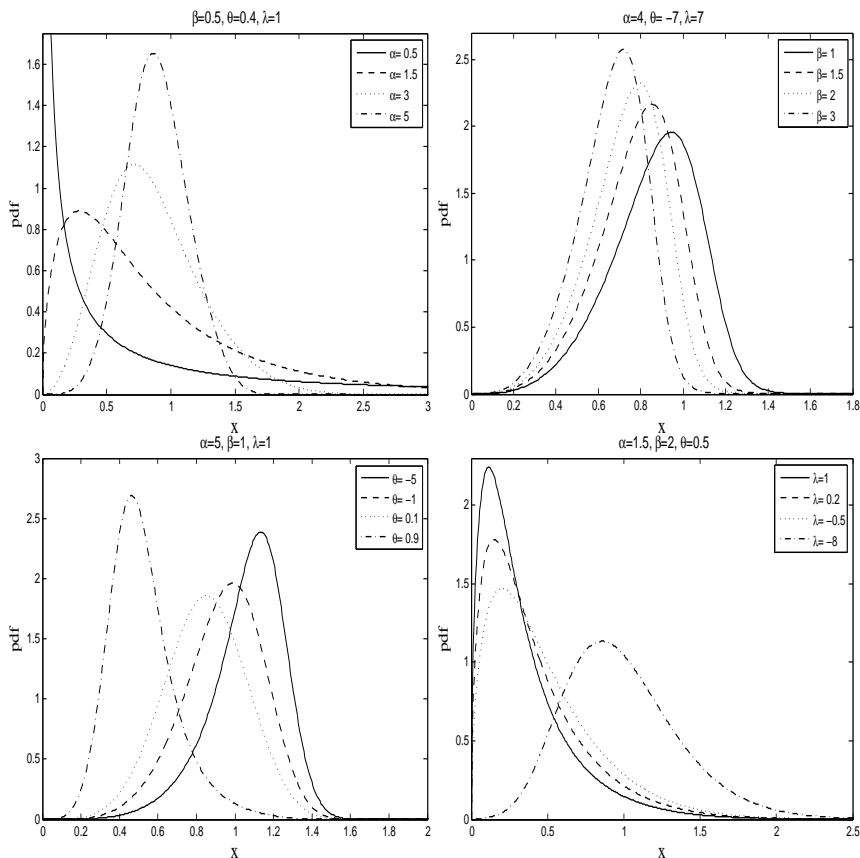 β=0.5, θ=0.4, λ=1
α= 0.5
α= 1.5
α= 3
α= 5
1.6
1.4
1.2
1
0.8
0.6
0.4
0.2
0
pdf
0 0.5 1 1.5 2 2.5 3
X
α=4, θ= −7, λ=7
β= 1
β= 1.5
β= 2
β= 3
2.5
2
1.5
1
0.5
0
pdf
0 0.2 0.4 0.6 0.8 1.0 1.2 1.4 1.6 1.8
X
α=5, β=1, λ=1
θ= −5
θ= −1
θ= 0.1
θ= 0.9
3
2.5
2
1.5
1
0.5
0
pdf
0 0.2 0.4 0.6 0.8 1 1.2 1.4 1.6 1.8 2
X
α=1.5, β=2, θ=0.5
λ=1
λ= 0.2
λ= −0.5
λ= −8
2
1.5
1
0.5
0
pdf
0 0.5 1 1.5 2 2.5
X